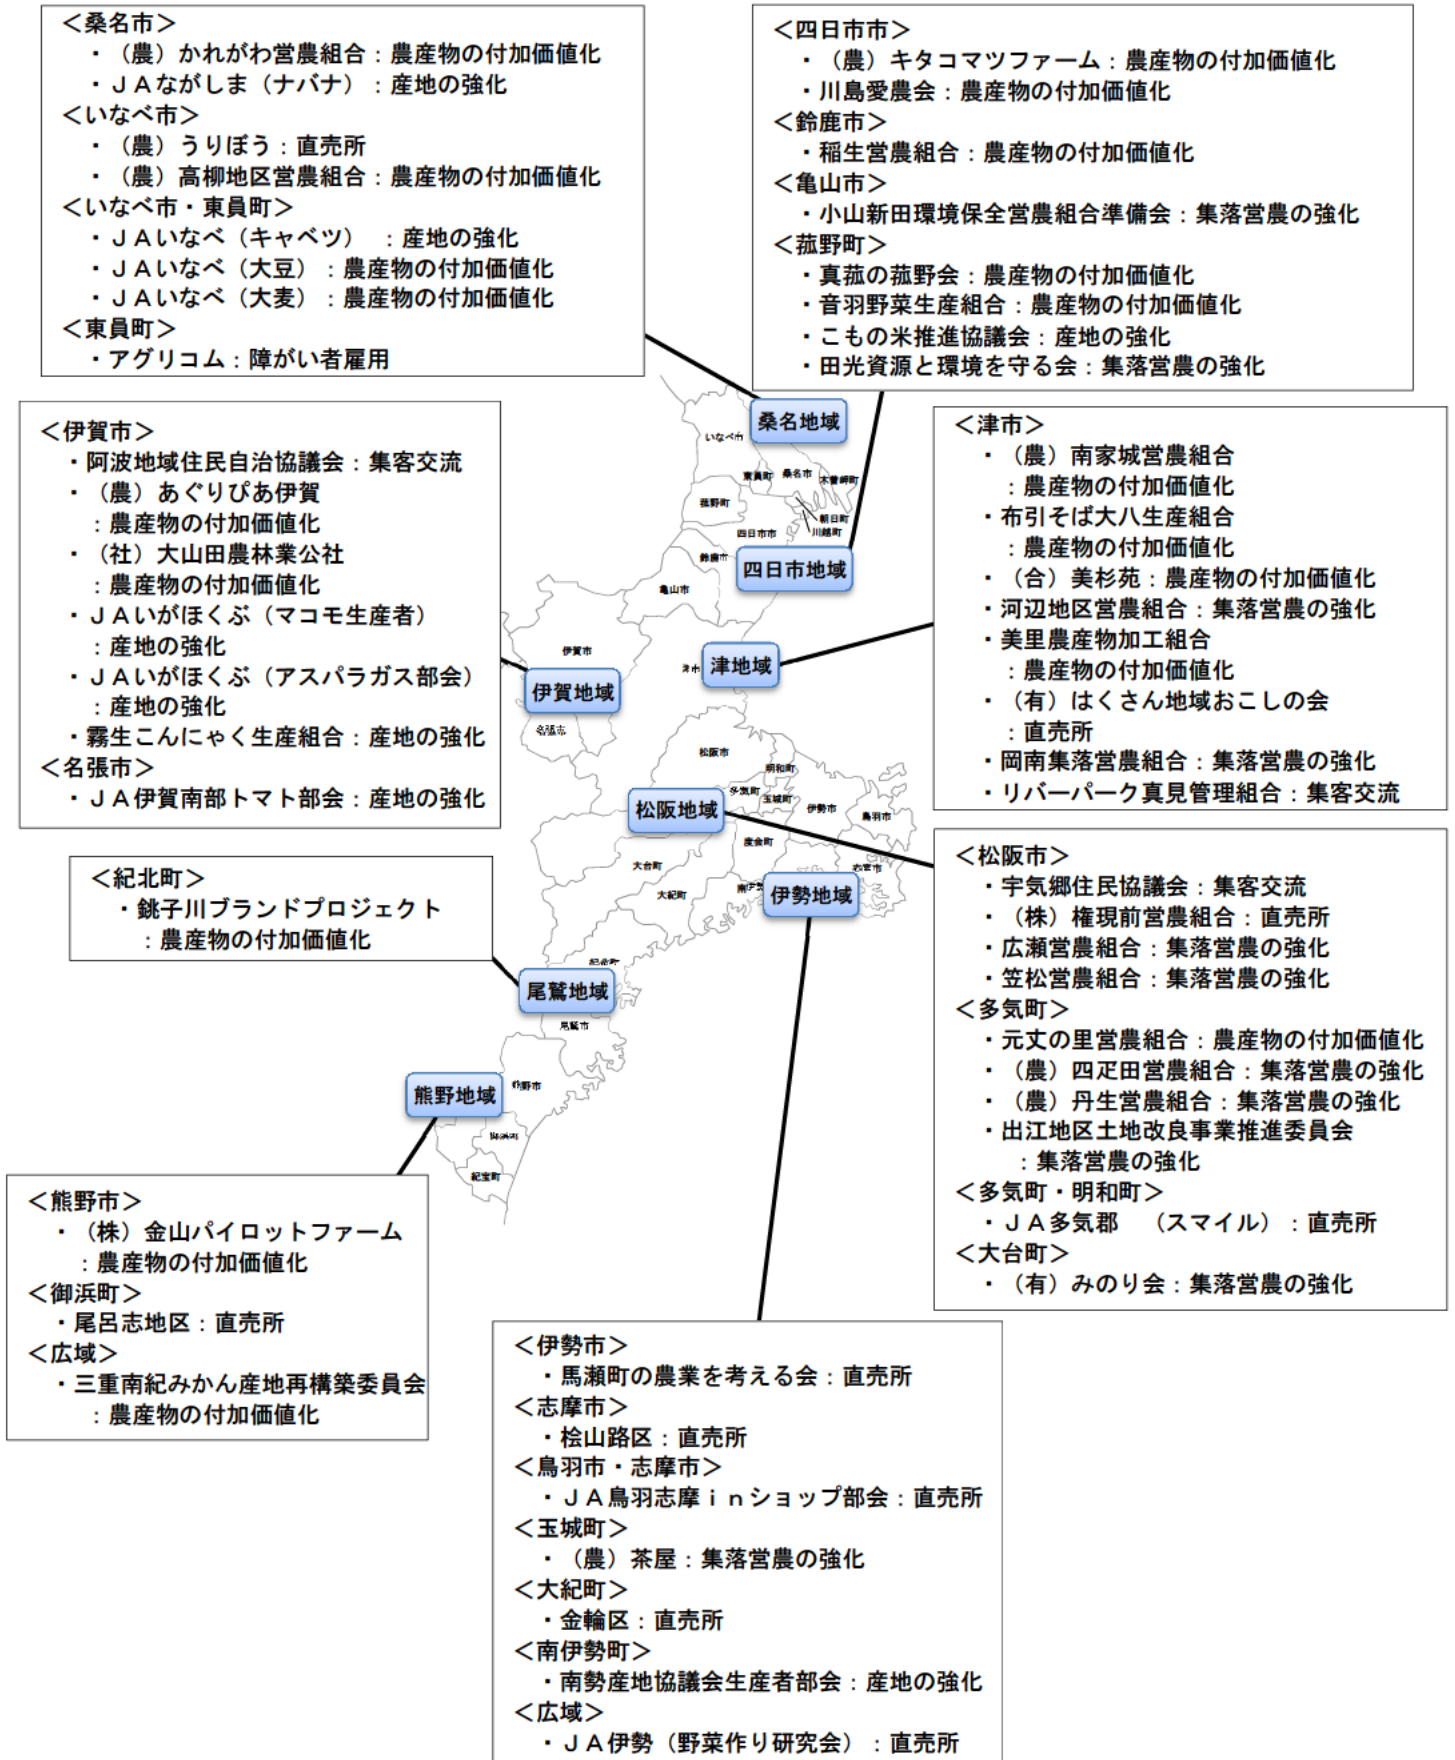 ＜桑名市＞
・（農）かれがわ営農組合：農産物の付加価値化
・ＪＡながしま（ナバナ）：産地の強化
＜いなべ市＞
・（農）うりぼう：直売所
・（農）高柳地区営農組合：農産物の付加価値化
＜いなべ市・東員町＞
・ＪＡいなべ（キャベツ）　：産地の強化
・ＪＡいなべ（大豆）：農産物の付加価値化
・ＪＡいなべ（大麦）：農産物の付加価値化
＜東員町＞
・アグリコム：障がい者雇用
＜四日市市＞
・（農）キタコマツファーム：農産物の付加価値化
・川島愛農会：農産物の付加価値化
＜鈴鹿市＞
・稲生営農組合：農産物の付加価値化
＜亀山市＞
・小山新田環境保全営農組合準備会：集落営農の強化
＜菰野町＞
・真菰の菰野会：農産物の付加価値化
・音羽野菜生産組合：農産物の付加価値化
・こもの米推進協議会：産地の強化
・田光資源と環境を守る会：集落営農の強化
＜伊賀市＞
・阿波地域住民自治協議会：集客交流
・（農）あぐりぴあ伊賀
：農産物の付加価値化
・（社）大山田農林業公社
：農産物の付加価値化
・ＪＡいがほくぶ（マコモ生産者）
：産地の強化
・ＪＡいがほくぶ（アスパラガス部会）
：産地の強化
・霧生こんにゃく生産組合：産地の強化
＜名張市＞
・ＪＡ伊賀南部トマト部会：産地の強化
＜津市＞
・（農）南家城営農組合
：農産物の付加価値化
・布引そば大八生産組合
：農産物の付加価値化
・（合）美杉苑：農産物の付加価値化
・河辺地区営農組合：集落営農の強化
・美里農産物加工組合
：農産物の付加価値化
・（有）はくさん地域おこしの会
：直売所
・岡南集落営農組合：集落営農の強化
・リバーパーク真見管理組合：集客交流
桑名地域
いなべ市
東員町
桑名市
木曽岬町
菰野町
朝日町
川越町
四日市市
鈴鹿市
四日市地域
亀山市
伊賀市
津市
津地域
伊賀地域
名張市
松阪市
明和町
多気町
玉城町
伊勢市
鳥羽市
松阪地域
度会町
大台町
志摩市
大紀町
南伊勢
伊勢地域
紀北町
尾鷲地域
尾鷲市
熊野市
熊野地域
御浜町
紀宝町
＜紀北町＞
・銚子川ブランドプロジェクト
：農産物の付加価値化
＜松阪市＞
・宇気郷住民協議会：集客交流
・（株）権現前営農組合：直売所
・広瀬営農組合：集落営農の強化
・笠松営農組合：集落営農の強化
＜多気町＞
・元丈の里営農組合：農産物の付加価値化
・（農）四疋田営農組合：集落営農の強化
・（農）丹生営農組合：集落営農の強化
・出江地区土地改良事業推進委員会
：集落営農の強化
＜多気町・明和町＞
・ＪＡ多気郡　（スマイル）：直売所
＜大台町＞
・（有）みのり会：集落営農の強化
＜熊野市＞
・（株）金山パイロットファーム
：農産物の付加価値化
＜御浜町＞
・尾呂志地区：直売所
＜広域＞
・三重南紀みかん産地再構築委員会
：農産物の付加価値化
＜伊勢市＞
・馬瀬町の農業を考える会：直売所
＜志摩市＞
・桧山路区：直売所
＜鳥羽市・志摩市＞
・ＪＡ鳥羽志摩ｉｎショップ部会：直売所
＜玉城町＞
・（農）茶屋：集落営農の強化
＜大紀町＞
・金輪区：直売所
＜南伊勢町＞
・南勢産地協議会生産者部会：産地の強化
＜広域＞
・ＪＡ伊勢（野菜作り研究会）：直売所